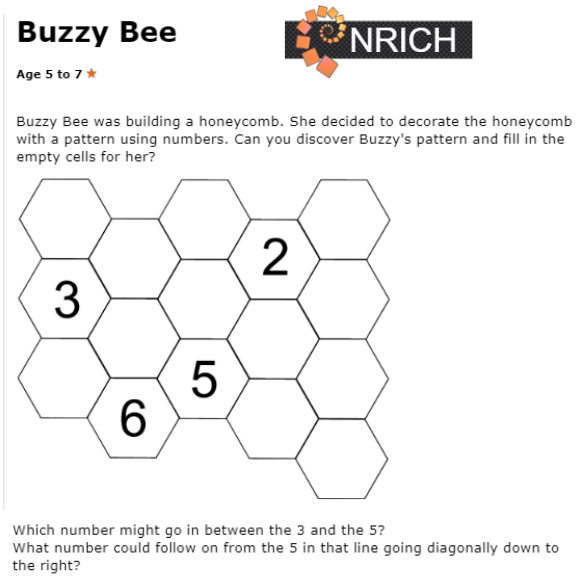 Buzzy Bee
NRICH
Age 5 to 7
Buzzy Bee was building a honeycomb. She decided to decorate the honeycomb
with a pattern using numbers. Can you discover Buzzy's pattern and fill in the
empty cells for her?
2
3
5
6
Which number might go in between the 3 and the 5?
What number could follow on from the 5 in that line going diagonally down to
the right?